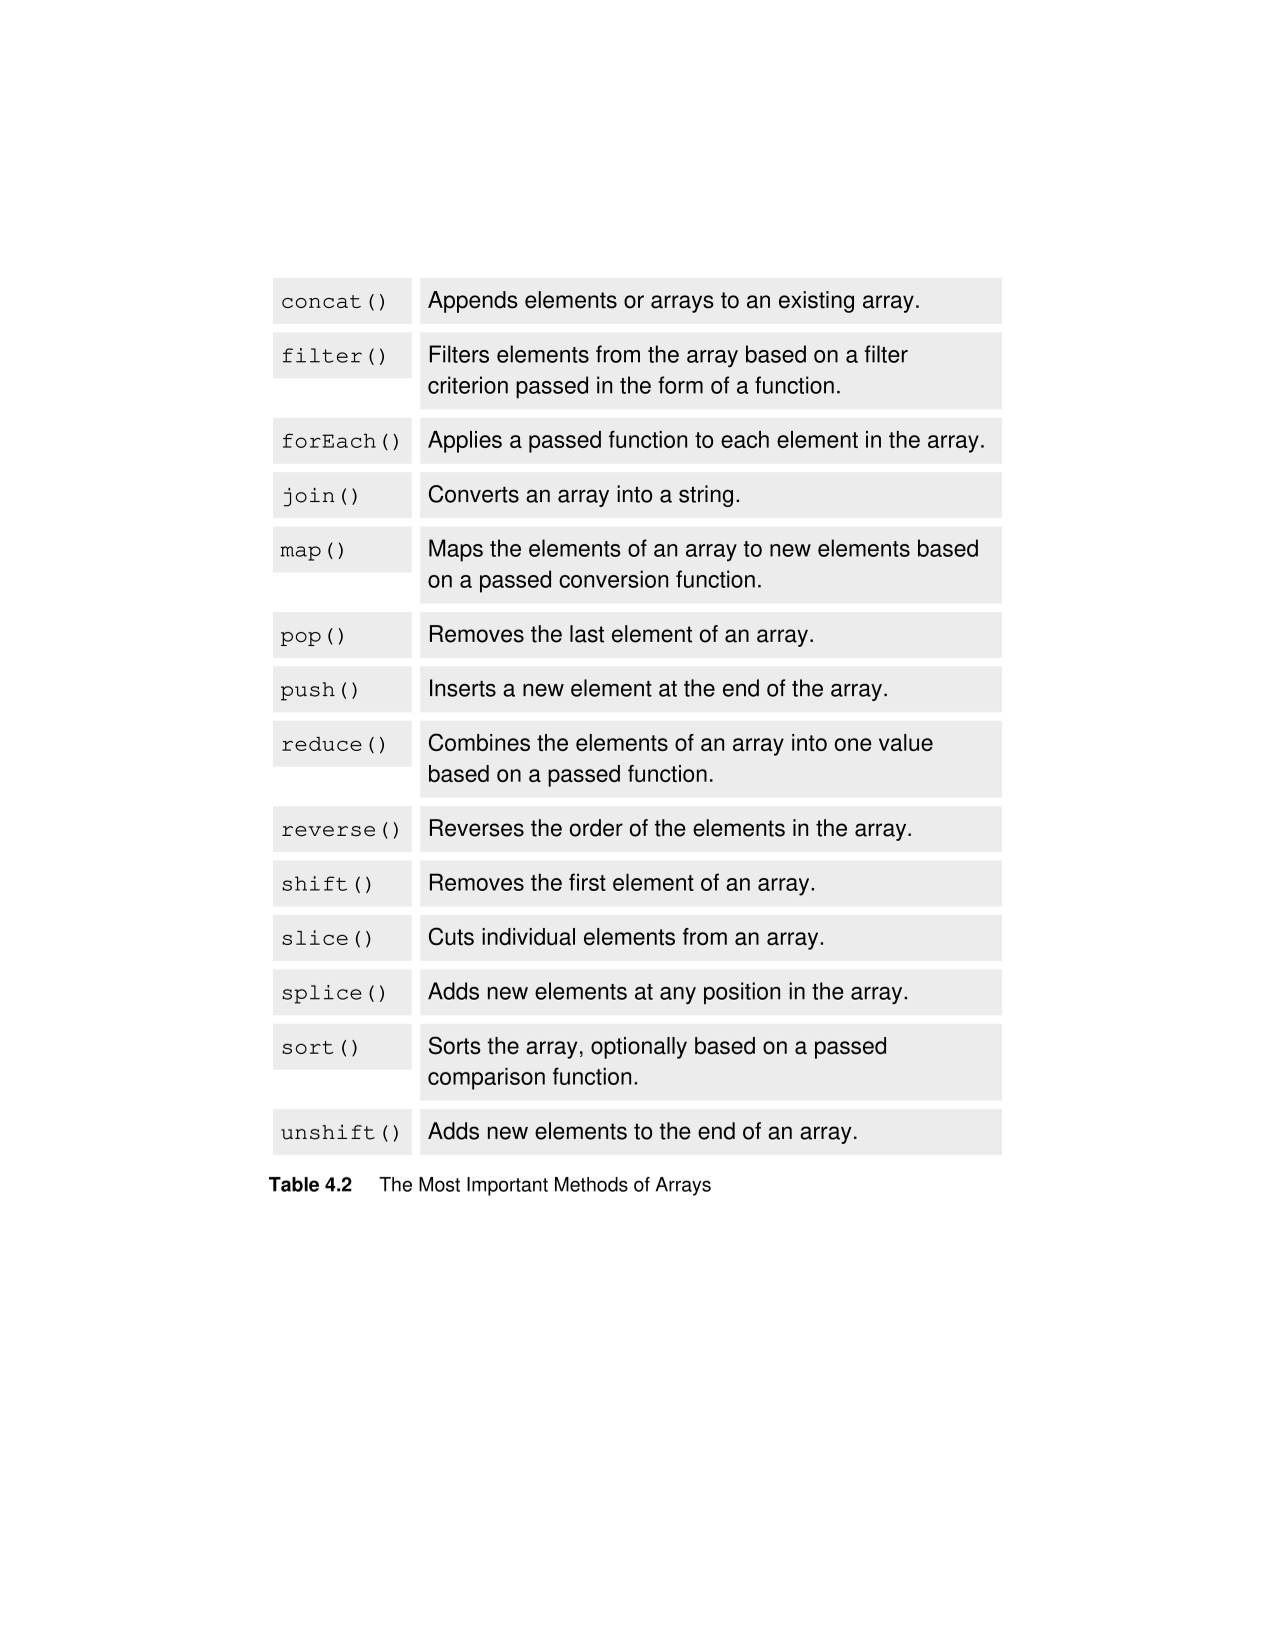 concat() Appends elements or arrays to an existing array.
filter() Filters elements from the array based on a filter
criterion passed in the form of a function.
forEach() Applies a passed function to each element in the array.
join() Converts an array into a string.
map() Maps the elements of an array to new elements based
on a passed conversion function.
pop() Removes the last element of an array.
push() Inserts a new element at the end of the array.
reduce() Combines the elements of an array into one value
based on a passed function.
reverse() Reverses the order of the elements in the array.
shift() Removes the first element of an array.
slice() Cuts individual elements from an array.
splice() Adds new elements at any position in the array.
sort() Sorts the array, optionally based on a passed
comparison function.
unshift() Adds new elements to the end of an array.
Table 4.2 The Most Important Methods of Arrays